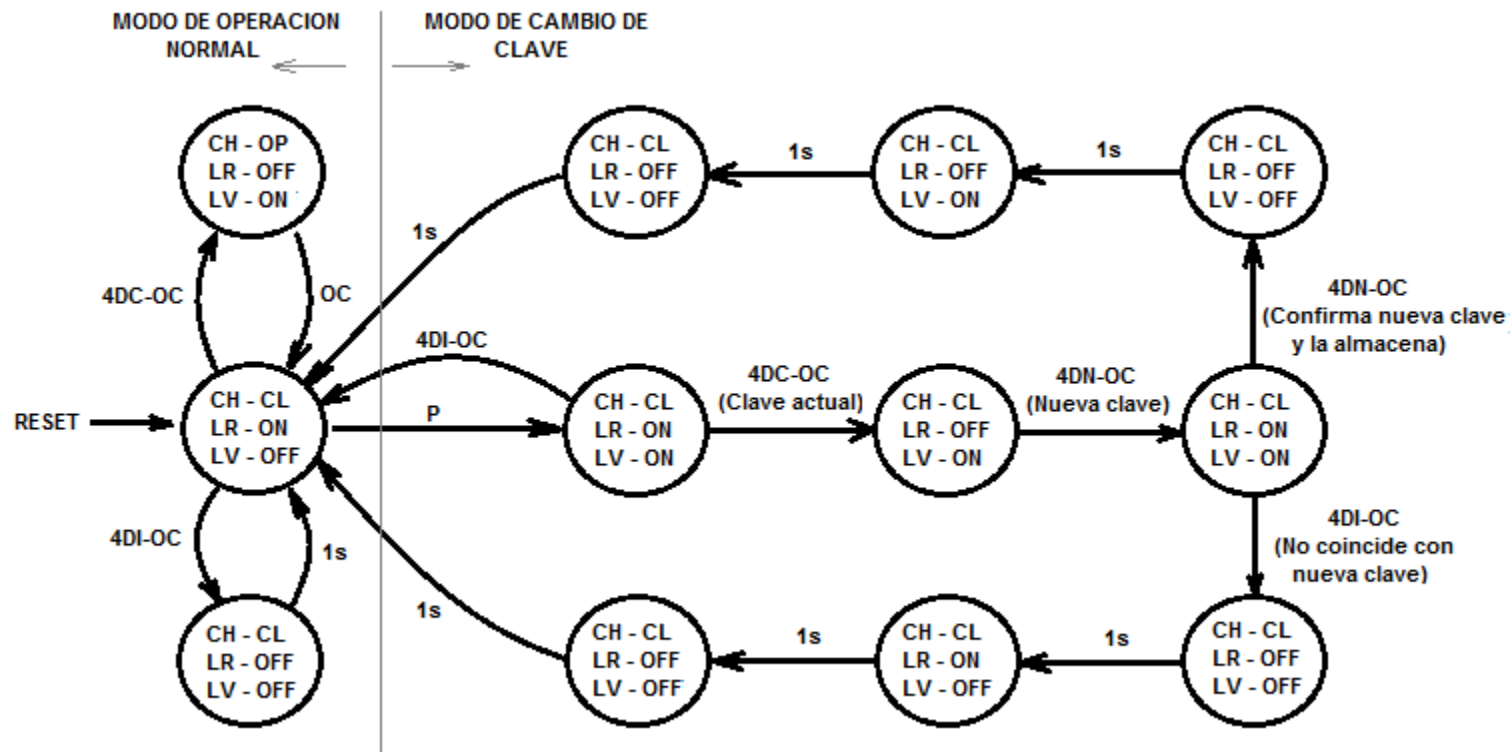 MODO DE OPERACION
NORMAL
MODO DE CAMBIO DE
CLAVE
CH - OP
LR - OFF
LV - ON
CH - CL
LR - OFF
LV - OFF
1s
CH - CL
LR - OFF
LV - ON
1s
CH - CL
LR - OFF
LV - OFF
1s
4DC-OC
OC
4DN-OC
(Confirma nueva clave
y la almacena)
4DI-OC
RESET
CH - CL
LR - ON
LV - OFF
P
CH - CL
LR - ON
LV - ON
4DC-OC
(Clave actual)
CH - CL
LR - OFF
LV - ON
4DN-OC
(Nueva clave)
CH - CL
LR - ON
LV - ON
4DI-OC
1s
4DI-OC
(No coincide con
nueva clave)
1s
CH - CL
LR - OFF
LV - OFF
CH - CL
LR - OFF
LV - OFF
1s
CH - CL
LR - ON
LV - OFF
1s
CH - CL
LR - OFF
LV - OFF